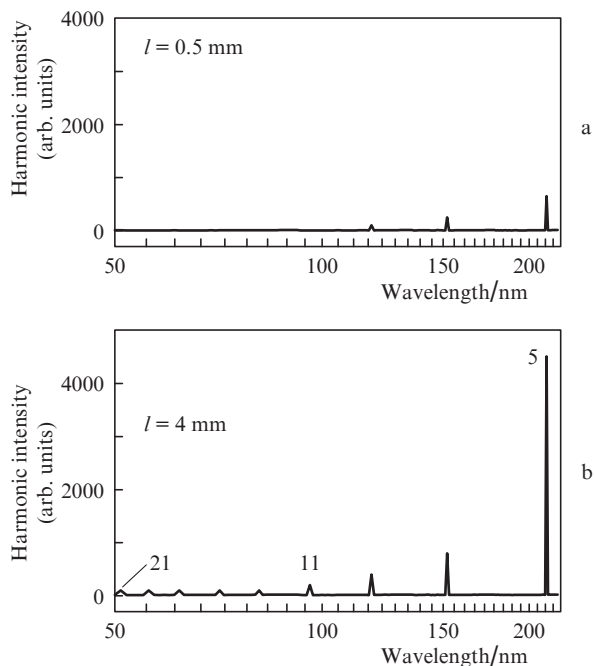 Harmonic intensity
(arb. units)
4000
2000
0
l = 0.5 mm
a
50
100
150
200
Wavelength/nm
Harmonic intensity
(arb. units)
4000
2000
0
l = 4 mm
5
b
21
11
50
100
150
200
Wavelength/nm